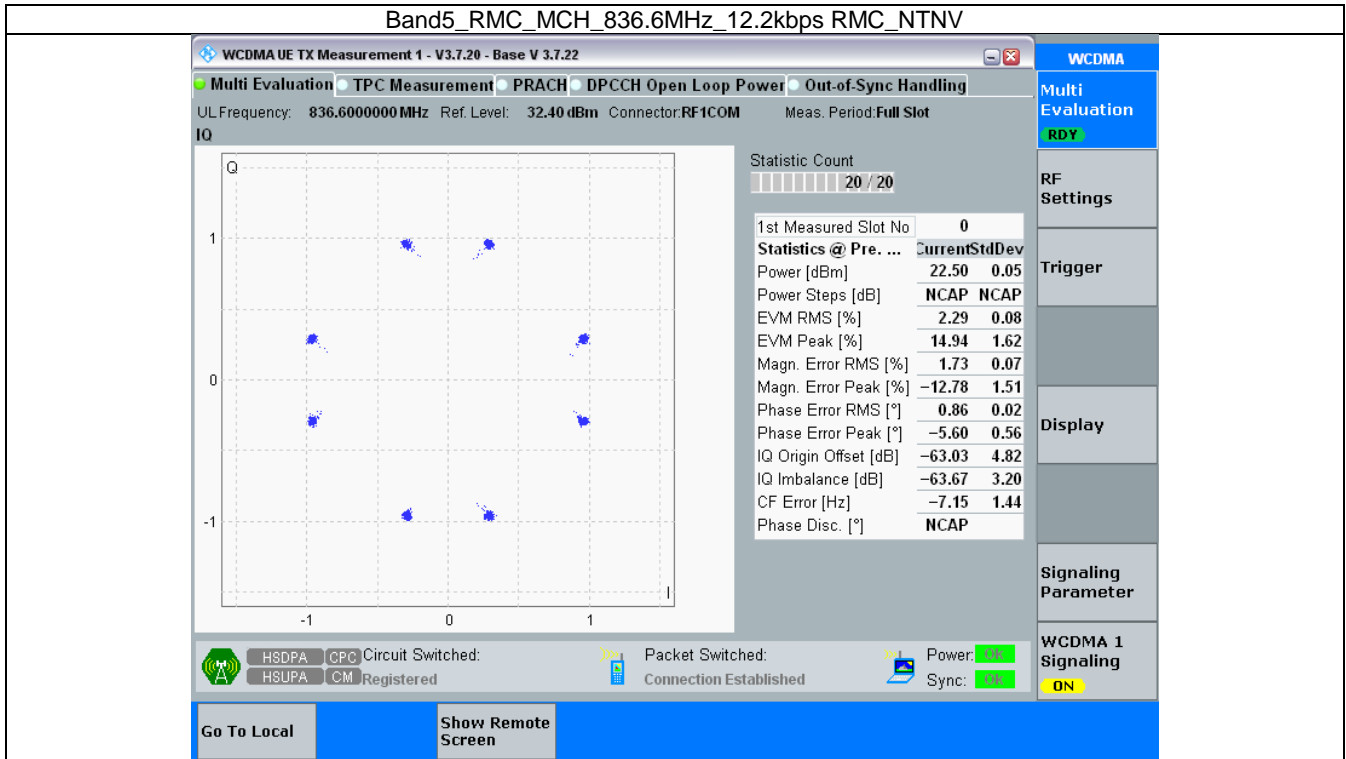 Band5_RMC_MCH_836.6MHz_12.2kbps RMC_NTNV
WCDMA UE TX Measurement 1 - V3.7.20 - Base V 3.7.22
WCDMA
Multi Evaluation TPC Measurement PRACH DPCCH Open Loop Power Out-of-Sync Handling
Multi
Evaluation
RDY
UL Frequency: 836.6000000 MHz Ref. Level: 32.40 dBm Connector:RF1COM Meas. Period:Full Slot
IQ
Q
1
0
-1
I
-1 0 1
Statistic Count
20 / 20
1st Measured Slot No 0
Statistics @ Pre. ... Current StdDev
Power [dBm] 22.50 0.05
Power Steps [dB] NCAP NCAP
EVM RMS [%] 2.29 0.08
EVM Peak [%] 14.94 1.62
Magn. Error RMS [%] 1.73 0.07
Magn. Error Peak [%] −12.78 1.51
Phase Error RMS [°] 0.86 0.02
Phase Error Peak [°] −5.60 0.56
IQ Origin Offset [dB] −63.03 4.82
IQ Imbalance [dB] −63.67 3.20
CF Error [Hz] −7.15 1.44
Phase Disc. [°] NCAP
RF
Settings
Trigger
Display
Signaling
Parameter
WCDMA 1
Signaling
ON
HSDPA CPC Circuit Switched: Packet Switched: Power: Ok
HSUPA CM Registered Connection Established Sync: Ok
Go To Local
Show Remote
Screen